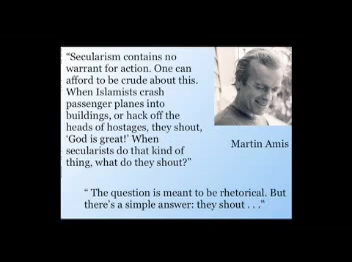 "Secularism contains no
warrant for action. One can
afford to be crude about this.
When Islamists crash
passenger planes into
buildings, or hack off the
heads of hostages, they shout,
'God is great!' When
secularists do that kind of
thing, what do they shout?"
Martin Amis
" The question is meant to be rhetorical. But
there's a simple answer: they shout . . ."